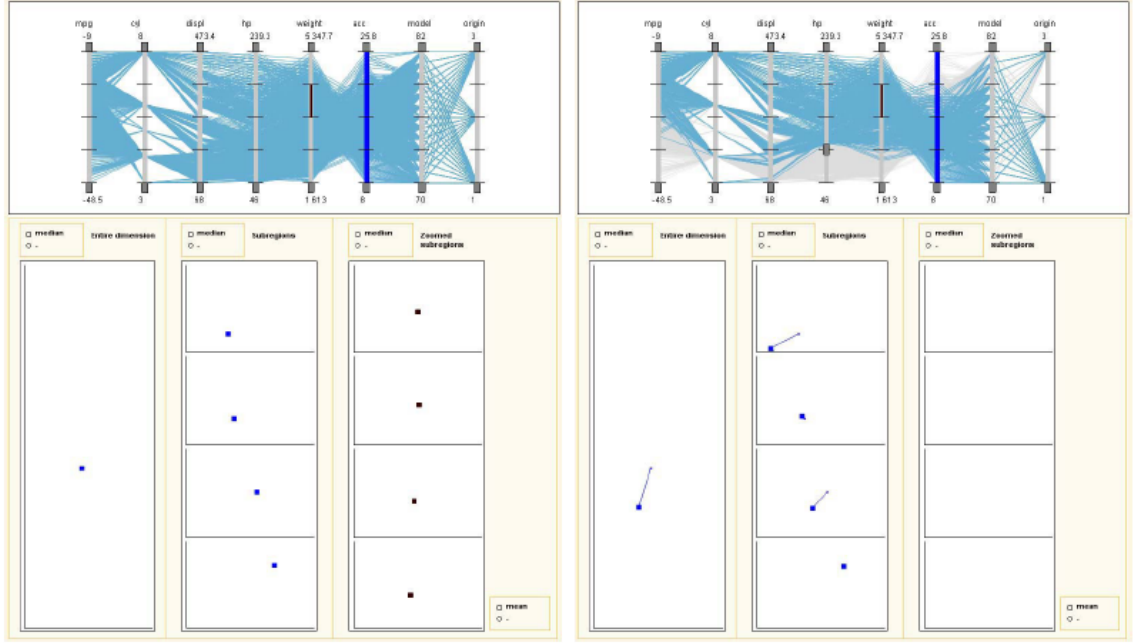 mpg cyl displ hp weight acc model origin
-9 8 473.4 239.3 5 347.7 25.8 82 3
-48.5 3 68 46 1 613 8 70 1
median
-
Entire dimension
median
-
Subregions
median
-
Zoomed
subregions
mean
-
mpg cyl displ hp weight acc model origin
-9 8 473.4 239.3 5 347.7 25.8 82 3
-48.5 3 68 46 1 613 8 70 1
median
-
Entire dimension
median
-
Subregions
median
-
Zoomed
subregions
mean
-